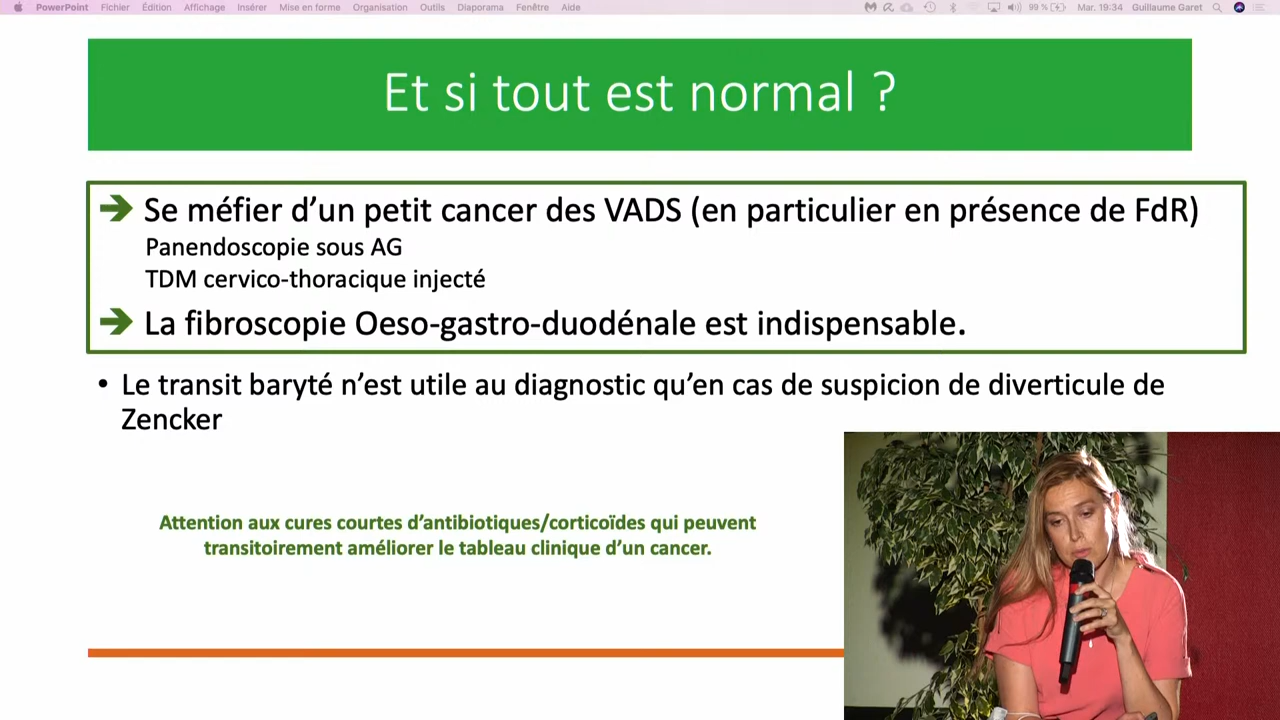 PowerPoint Fichier Édition Affichage Insérer Mise en forme Organisation Outils Diaporama Fenêtre Aide 99 % Mar. 19:34 Guillaume Garet
Et si tout est normal ?
Se méfier d'un petit cancer des VADS (en particulier en présence de FdR)
Panendoscopie sous AG
TDM cervico-thoracique injecté
La fibroscopie Oeso-gastro-duodénale est indispensable.
• Le transit baryté n'est utile au diagnostic qu'en cas de suspicion de diverticule de
Zencker
Attention aux cures courtes d'antibiotiques/corticoïdes qui peuvent
transitoirement améliorer le tableau clinique d'un cancer.